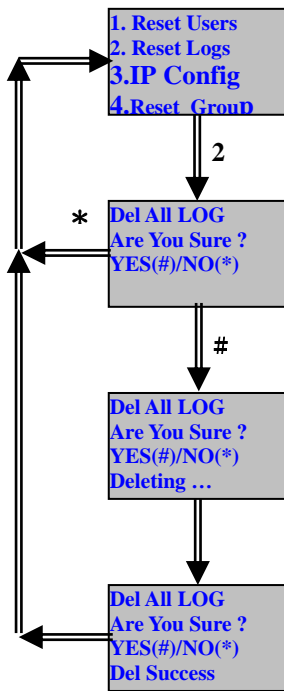 1. Reset Users
2. Reset Logs
3.IP Config
4.Reset Group
2
*
Del All LOG
Are You Sure ?
YES(#)/NO(*)
#
Del All LOG
Are You Sure ?
YES(#)/NO(*)
Deleting …
Del All LOG
Are You Sure ?
YES(#)/NO(*)
Del Success